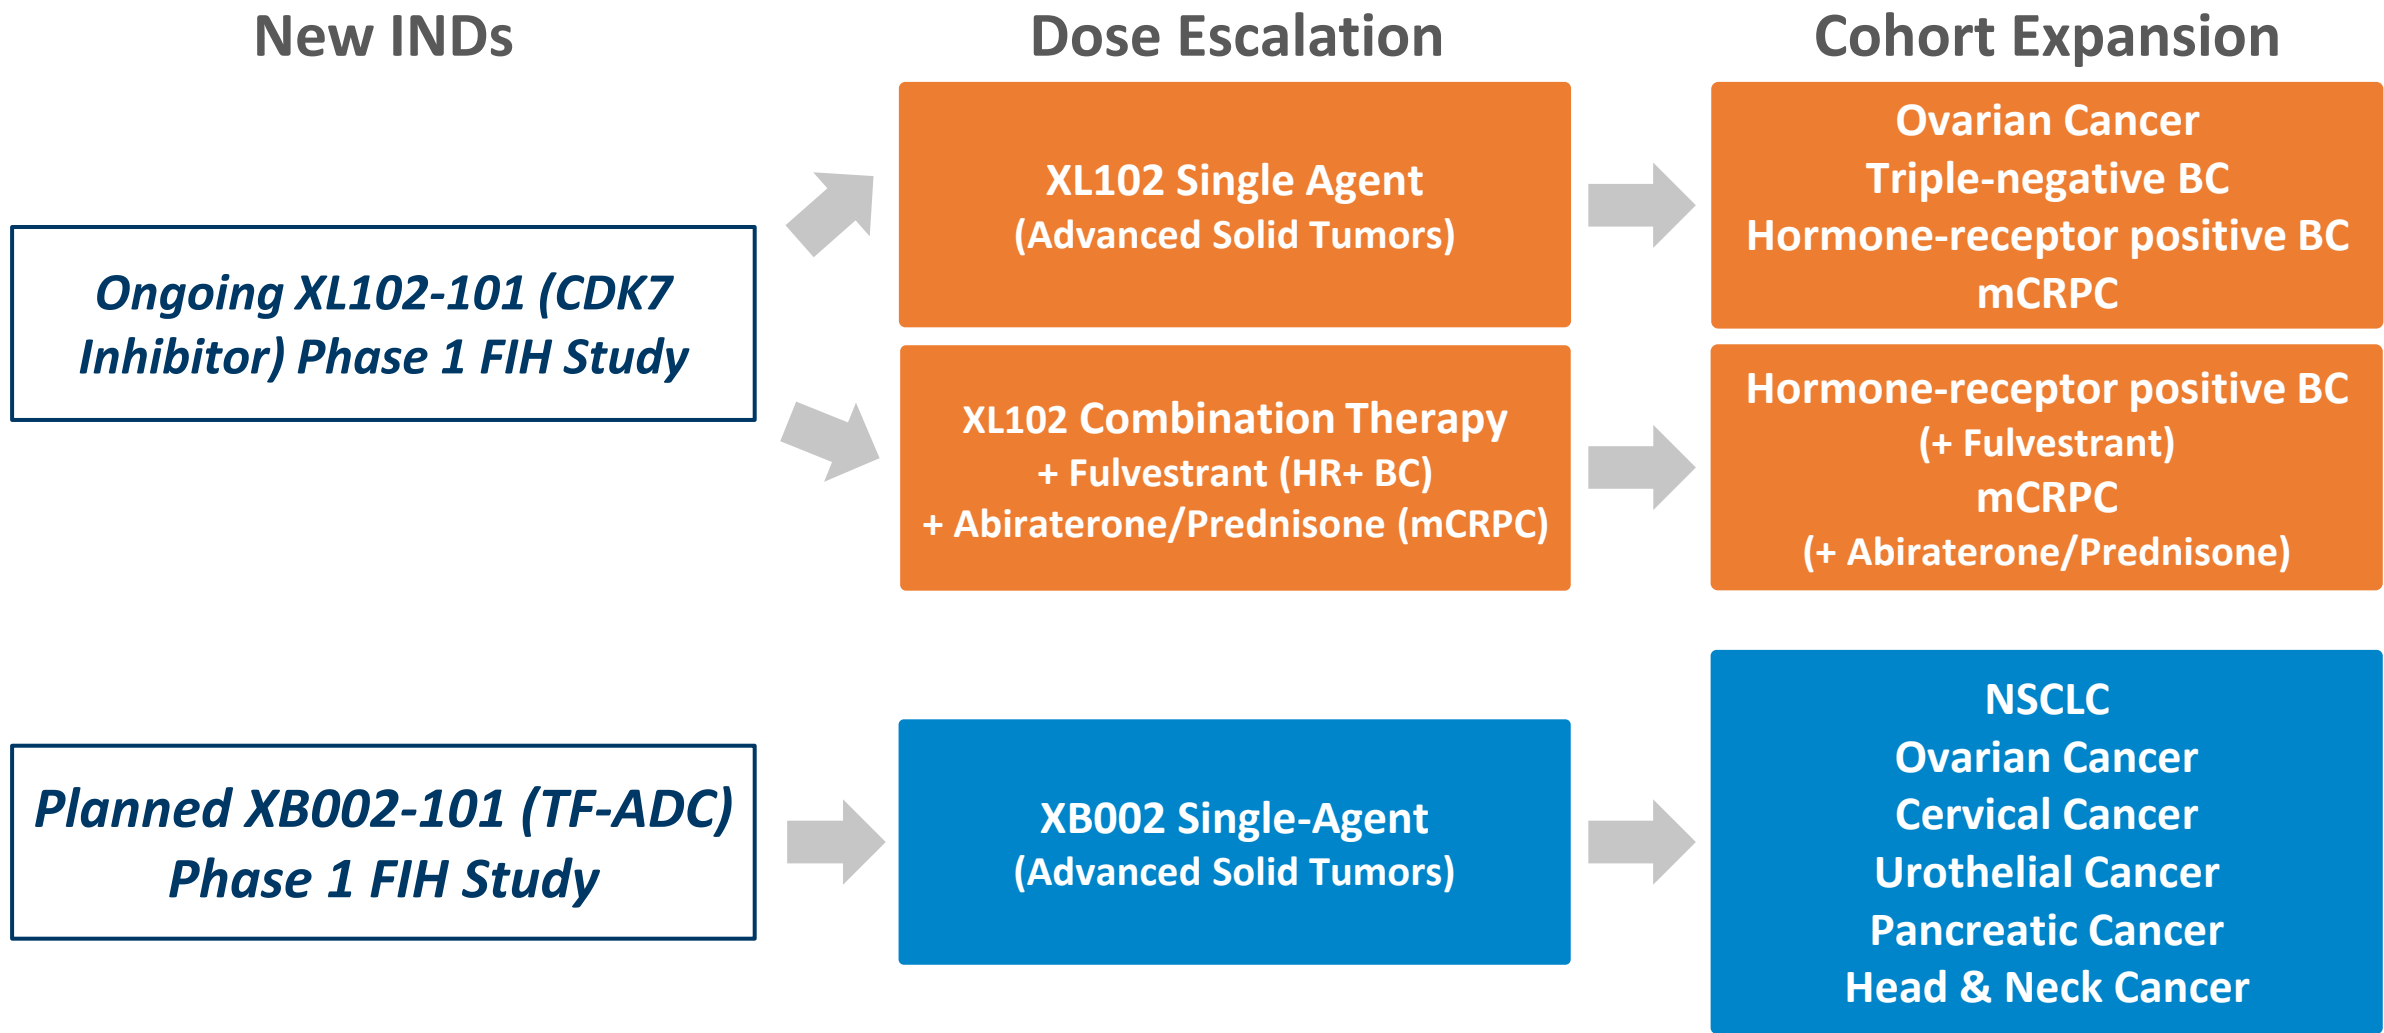 New INDs
Dose Escalation
Cohort Expansion
Ongoing XL102-101 (CDK7
Inhibitor) Phase 1 FIH Study
XL102 Single Agent
(Advanced Solid Tumors)
Ovarian Cancer
Triple-negative BC
Hormone-receptor positive BC
mCRPC
XL102 Combination Therapy
+ Fulvestrant (HR+ BC)
+ Abiraterone/Prednisone (mCRPC)
Hormone-receptor positive BC
(+ Fulvestrant)
mCRPC
(+ Abiraterone/Prednisone)
Planned XB002-101 (TF-ADC)
Phase 1 FIH Study
XB002 Single-Agent
(Advanced Solid Tumors)
NSCLC
Ovarian Cancer
Cervical Cancer
Urothelial Cancer
Pancreatic Cancer
Head & Neck Cancer